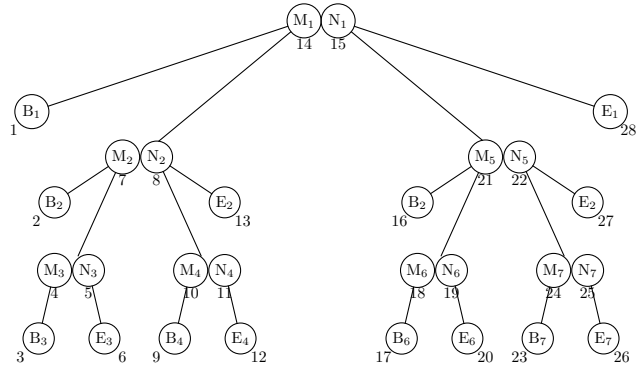 M₁ N₁
14 15
B₁ E₁
1 28
M₂ N₂ M₅ N₅
7 8 21 22
B₂ E₂ B₂ E₂
2 13 16 27
M₃ N₃ M₄ N₄ M₆ N₆ M₇ N₇
4 5 10 11 18 19 24 25
B₃ E₃ B₄ E₄ B₆ E₆ B₇ E₇
3 6 9 12 17 20 23 26